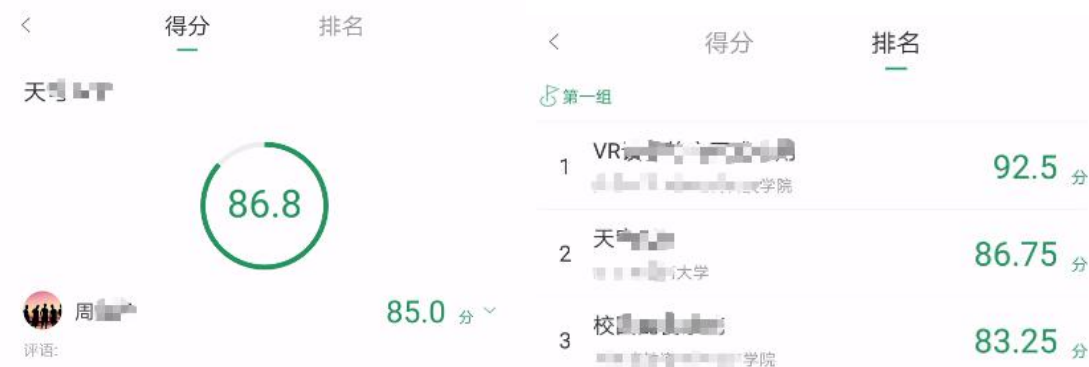 得分 排名
天
86.8
周 85.0 分
评语:
得分 排名
第一组
1 VR 92.5 分
学院
2 天 86.75 分
大学
3 校园 83.25 分
学院